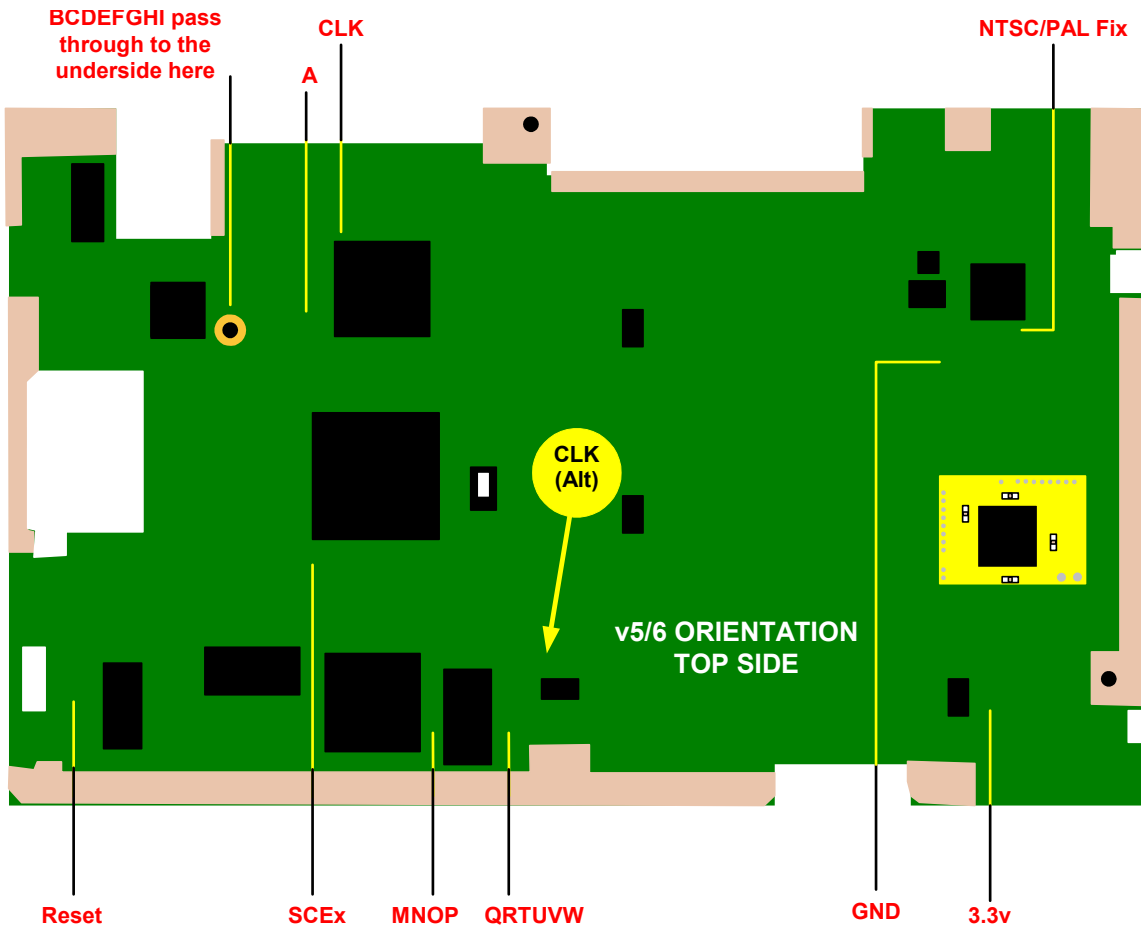 BCDEFGHI pass
through to the
underside here
A
CLK
NTSC/PAL Fix
CLK
(Alt)
v5/6 ORIENTATION
TOP SIDE
Reset
SCEx
MNOP
QRTUVW
GND
3.3v